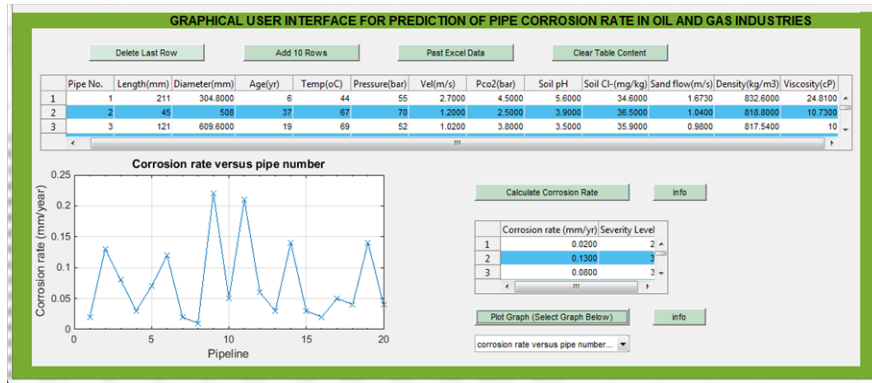 GRAPHICAL USER INTERFACE FOR PREDICTION OF PIPE CORROSION RATE IN OIL AND GAS INDUSTRIES
Delete Last Row Add 10 Rows Past Excel Data Clear Table Content
Pipe No. Length(mm) Diameter(mm) Age(yr) Temp(oC) Pressure(bar) Vel(m/s) Pco2(bar) Soil pH Soil Cl-(mg/kg) Sand flow(m/s) Density(kg/m3) Viscosity(cP)
1 1 211 304.8000 6 44 55 2.7000 4.5000 5.6000 34.6000 1.6730 832.6000 24.8100
2 2 45 508 37 67 70 1.2000 2.5000 3.9000 36.5000 1.0400 818.8000 10.7300
3 3 121 609.6000 19 69 52 1.0200 3.8000 3.5000 35.9000 0.9800 817.5400 10
Corrosion rate versus pipe number
Corrosion rate (mm/year)
0.25
0.2
0.15
0.1
0.05
0
0 5 10 15 20
Pipeline
Calculate Corrosion Rate info
Corrosion rate (mm/yr) Severity Level
1 0.0200 2
2 0.1300 3
3 0.0800 3
Plot Graph (Select Graph Below) info
corrosion rate versus pipe number...